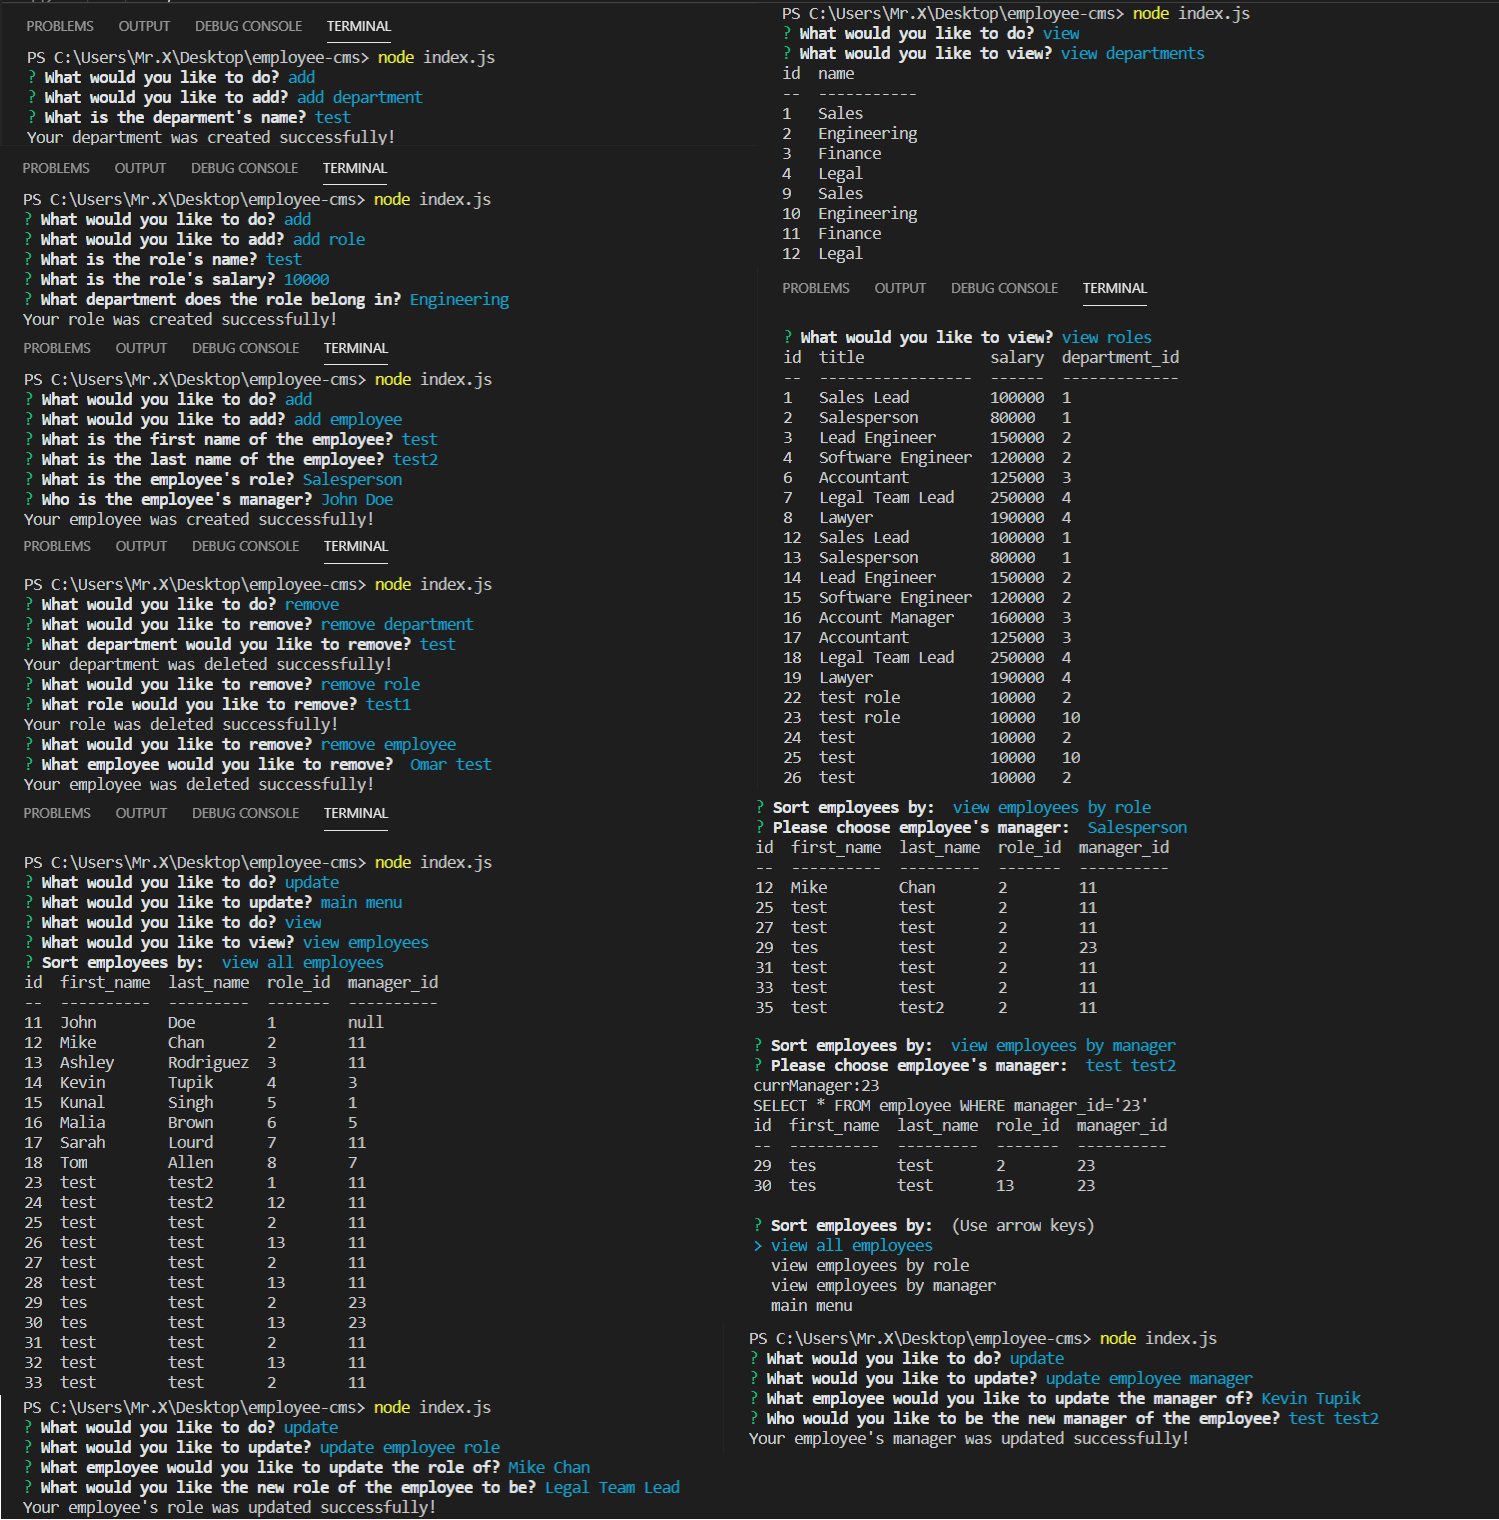 PROBLEMS OUTPUT DEBUG CONSOLE TERMINAL
PS C:\Users\Mr.X\Desktop\employee-cms> node index.js
? What would you like to do? add
? What would you like to add? add department
? What is the deparment's name? test
Your department was created successfully!
PROBLEMS OUTPUT DEBUG CONSOLE TERMINAL
PS C:\Users\Mr.X\Desktop\employee-cms> node index.js
? What would you like to do? add
? What would you like to add? add role
? What is the role's name? test
? What is the role's salary? 10000
? What department does the role belong in? Engineering
Your role was created successfully!
PROBLEMS OUTPUT DEBUG CONSOLE TERMINAL
PS C:\Users\Mr.X\Desktop\employee-cms> node index.js
? What would you like to do? add
? What would you like to add? add employee
? What is the first name of the employee? test
? What is the last name of the employee? test2
? What is the employee's role? Salesperson
? Who is the employee's manager? John Doe
Your employee was created successfully!
PROBLEMS OUTPUT DEBUG CONSOLE TERMINAL
PS C:\Users\Mr.X\Desktop\employee-cms> node index.js
? What would you like to do? remove
? What would you like to remove? remove department
? What department would you like to remove? test
Your department was deleted successfully!
? What would you like to remove? remove role
? What role would you like to remove? test1
Your role was deleted successfully!
? What would you like to remove? remove employee
? What employee would you like to remove?  Omar test
Your employee was deleted successfully!
PROBLEMS OUTPUT DEBUG CONSOLE TERMINAL
PS C:\Users\Mr.X\Desktop\employee-cms> node index.js
? What would you like to do? update
? What would you like to update? main menu
? What would you like to do? view
? What would you like to view? view employees
? Sort employees by:  view all employees
id  first_name  last_name  role_id  manager_id
--  ----------  ---------  -------  ----------
11  John        Doe        1        null
12  Mike        Chan       2        11
13  Ashley      Rodriguez  3        11
14  Kevin       Tupik      4        3
15  Kunal       Singh      5        1
16  Malia       Brown      6        5
17  Sarah       Lourd      7        11
18  Tom         Allen      8        7
23  test        test2      1        11
24  test        test2      12       11
25  test        test       2        11
26  test        test       13       11
27  test        test       2        11
28  test        test       13       11
29  tes         test       2        23
30  tes         test       13       23
31  test        test       2        11
32  test        test       13       11
33  test        test       2        11
PS C:\Users\Mr.X\Desktop\employee-cms> node index.js
? What would you like to do? update
? What would you like to update? update employee role
? What employee would you like to update the role of? Mike Chan
? What would you like the new role of the employee to be? Legal Team Lead
Your employee's role was updated successfully!
PS C:\Users\Mr.X\Desktop\employee-cms> node index.js
? What would you like to do? view
? What would you like to view? view departments
id  name
--  -----------
1   Sales
2   Engineering
3   Finance
4   Legal
9   Sales
10  Engineering
11  Finance
12  Legal
PROBLEMS OUTPUT DEBUG CONSOLE TERMINAL
? What would you like to view? view roles
id  title              salary  department_id
--  -----------------  ------  -------------
1   Sales Lead         100000  1
2   Salesperson        80000   1
3   Lead Engineer      150000  2
4   Software Engineer  120000  2
6   Accountant         125000  3
7   Legal Team Lead    250000  4
8   Lawyer             190000  4
12  Sales Lead         100000  1
13  Salesperson        80000   1
14  Lead Engineer      150000  2
15  Software Engineer  120000  2
16  Account Manager    160000  3
17  Accountant         125000  3
18  Legal Team Lead    250000  4
19  Lawyer             190000  4
22  test role          10000   2
23  test role          10000   10
24  test               10000   2
25  test               10000   10
26  test               10000   2
? Sort employees by:  view employees by role
? Please choose employee's manager:  Salesperson
id  first_name  last_name  role_id  manager_id
--  ----------  ---------  -------  ----------
12  Mike        Chan       2        11
25  test        test       2        11
27  test        test       2        11
29  tes         test       2        23
31  test        test       2        11
33  test        test       2        11
35  test        test2      2        11
? Sort employees by:  view employees by manager
? Please choose employee's manager:  test test2
currManager:23
SELECT * FROM employee WHERE manager_id='23'
id  first_name  last_name  role_id  manager_id
--  ----------  ---------  -------  ----------
29  tes         test       2        23
30  tes         test       13       23
? Sort employees by:  (Use arrow keys)
> view all employees
view employees by role
view employees by manager
main menu
PS C:\Users\Mr.X\Desktop\employee-cms> node index.js
? What would you like to do? update
? What would you like to update? update employee manager
? What employee would you like to update the manager of? Kevin Tupik
? Who would you like to be the new manager of the employee? test test2
Your employee's manager was updated successfully!